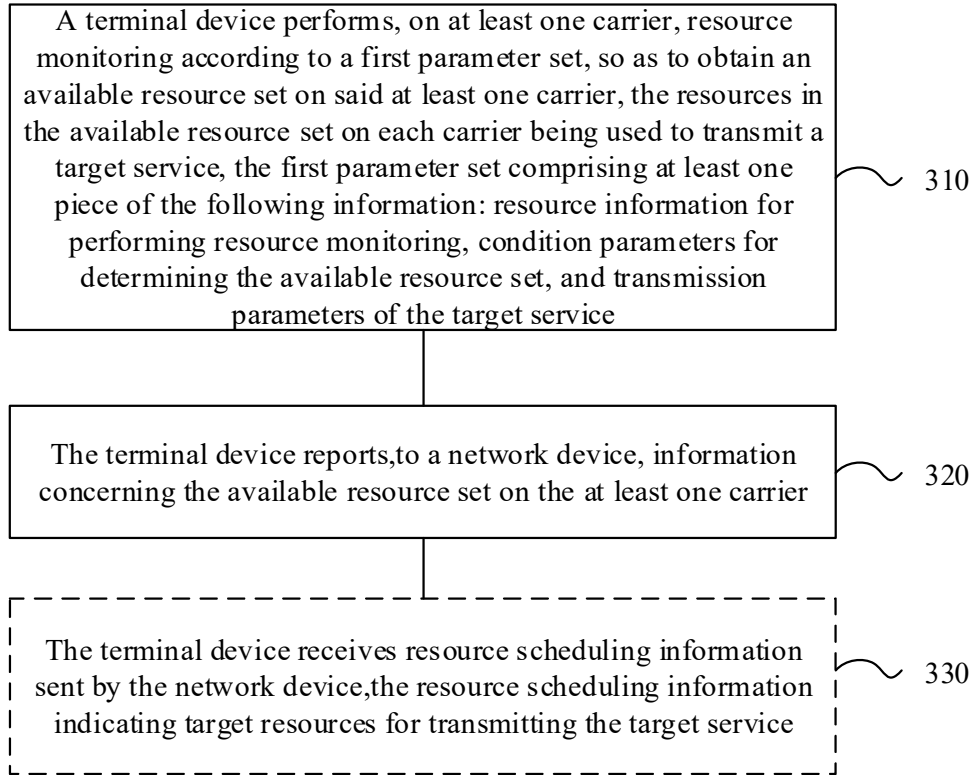 A terminal device performs, on at least one carrier, resource
monitoring according to a first parameter set, so as to obtain an
available resource set on said at least one carrier, the resources in
the available resource set on each carrier being used to transmit a
target service, the first parameter set comprising at least one
piece of the following information: resource information for
performing resource monitoring, condition parameters for
determining the available resource set, and transmission
parameters of the target service
310
The terminal device reports,to a network device, information
concerning the available resource set on the at least one carrier
320
The terminal device receives resource scheduling information
sent by the network device,the resource scheduling information
indicating target resources for transmitting the target service
330